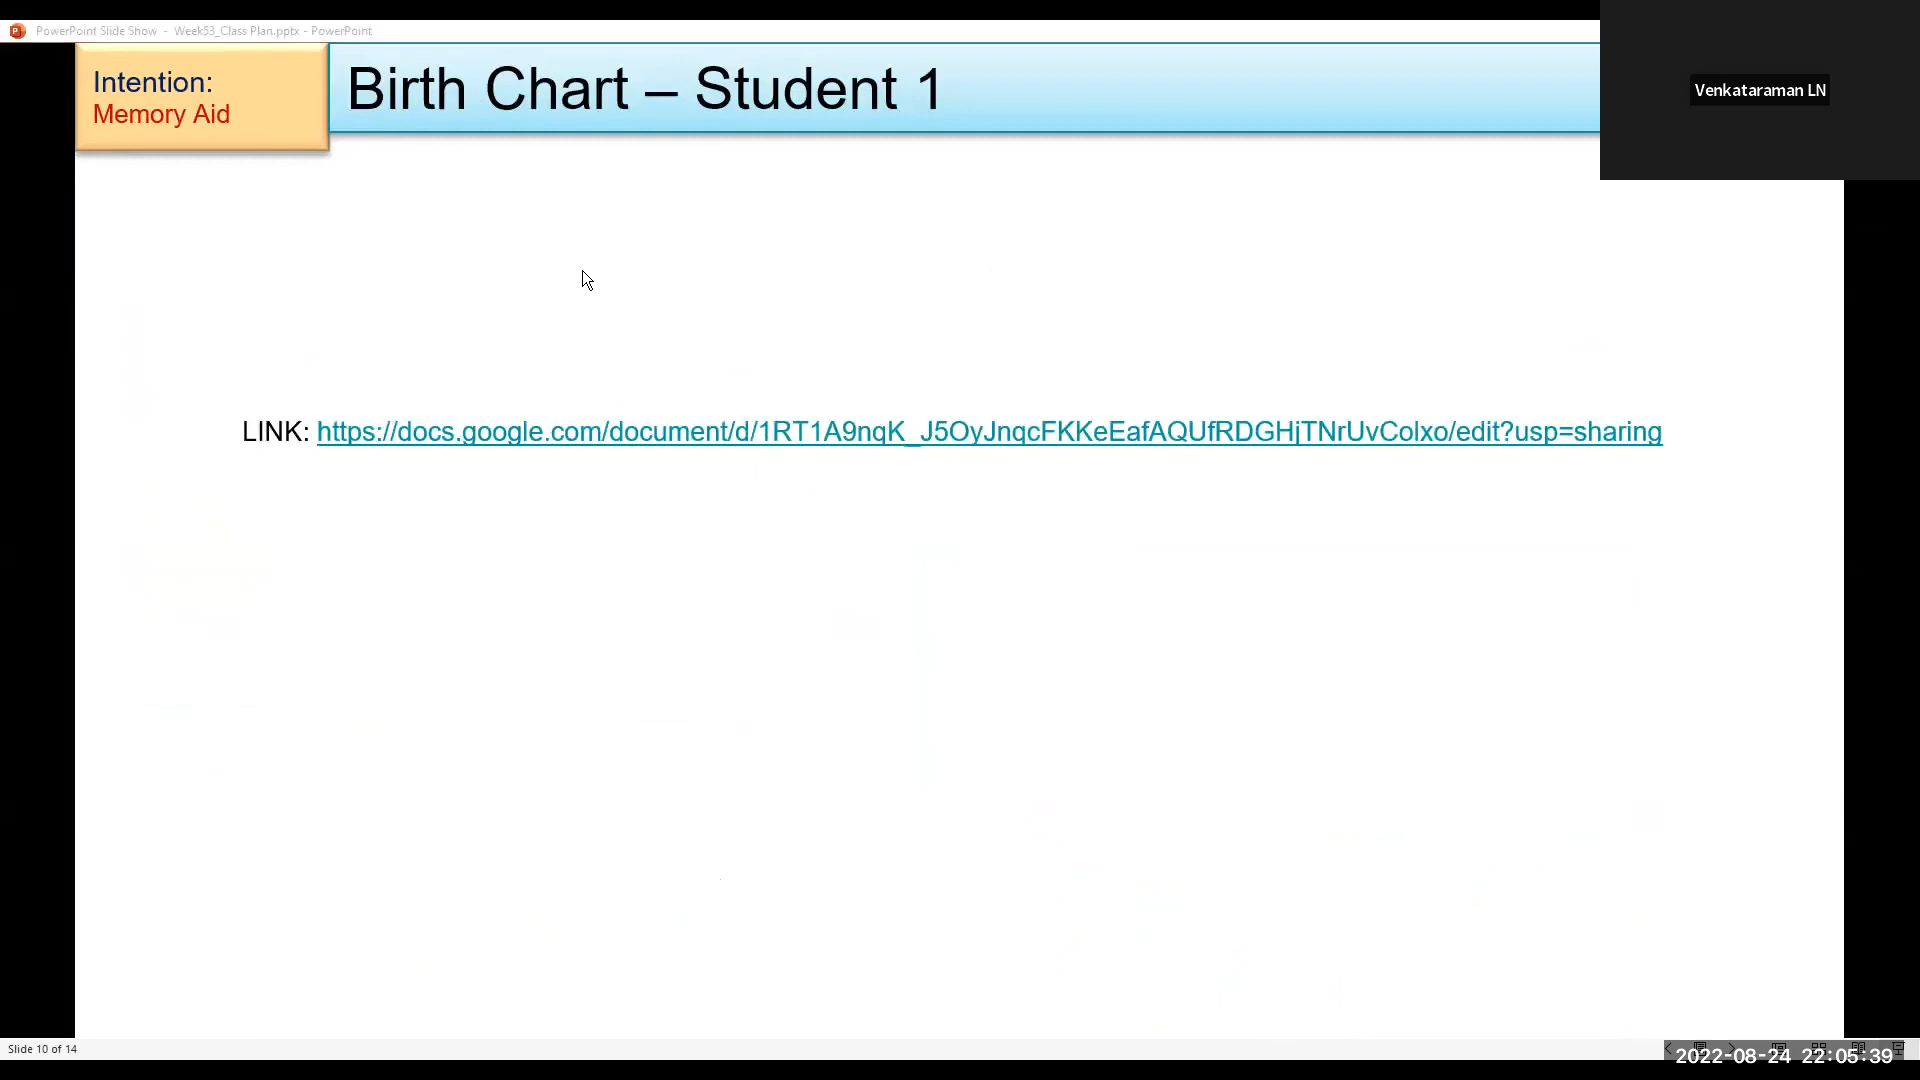 PowerPoint Slide Show - Week53_Class Plan.pptx - PowerPoint
Intention:
Memory Aid
Birth Chart – Student 1
Venkataraman LN
LINK: https://docs.google.com/document/d/1RT1A9nqK_J5OyJnqcFKKeEafAQUfRDGHjTNrUvColxo/edit?usp=sharing
Slide 10 of 14
2022-08-24 22:05:39